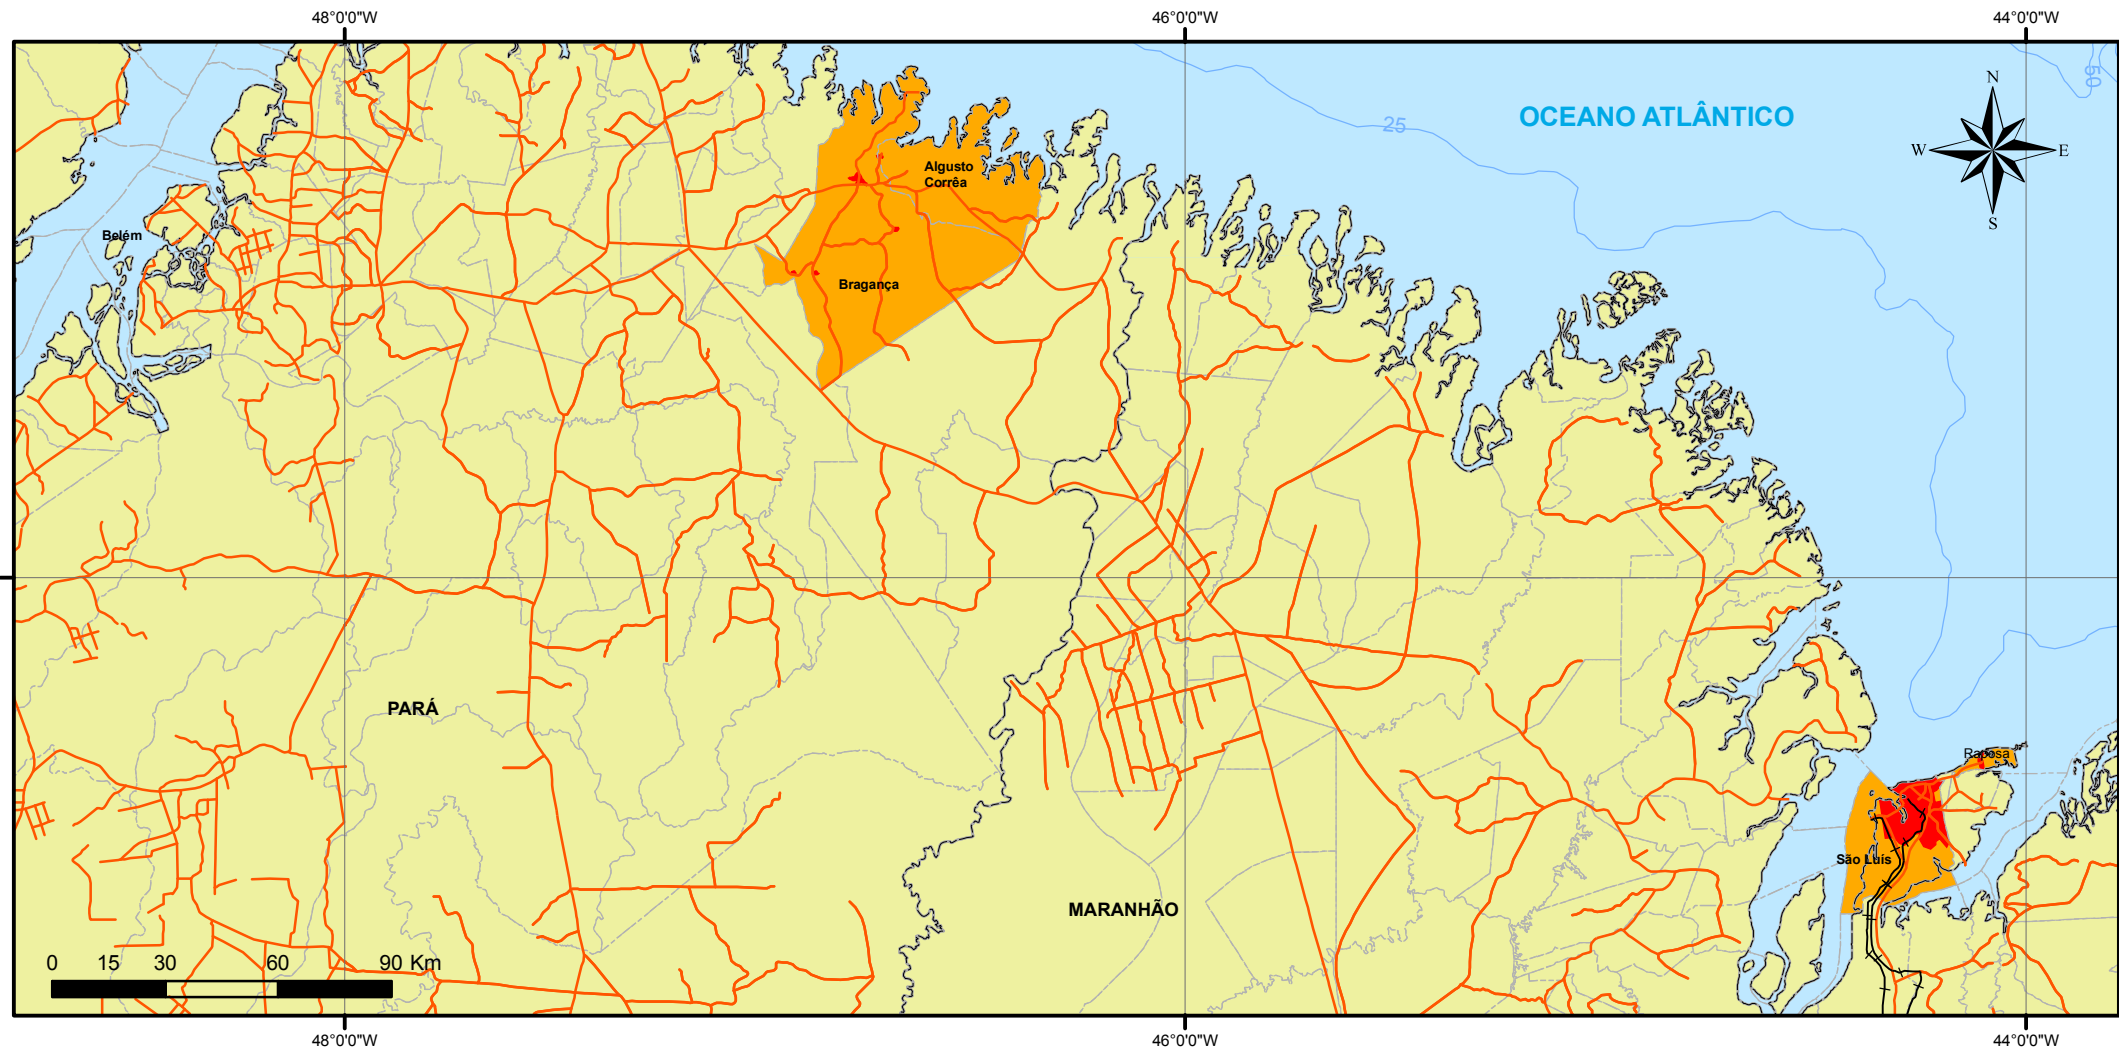 48°0'0"W
46°0'0"W
44°0'0"W
50
25
OCEANO ATLÂNTICO
N
W
E
S
Algusto
Corrêa
Belém
Bragança
PARÁ
Raposa
São Luís
MARANHÃO
0 15 30 60 90 Km
48°0'0"W
46°0'0"W
44°0'0"W